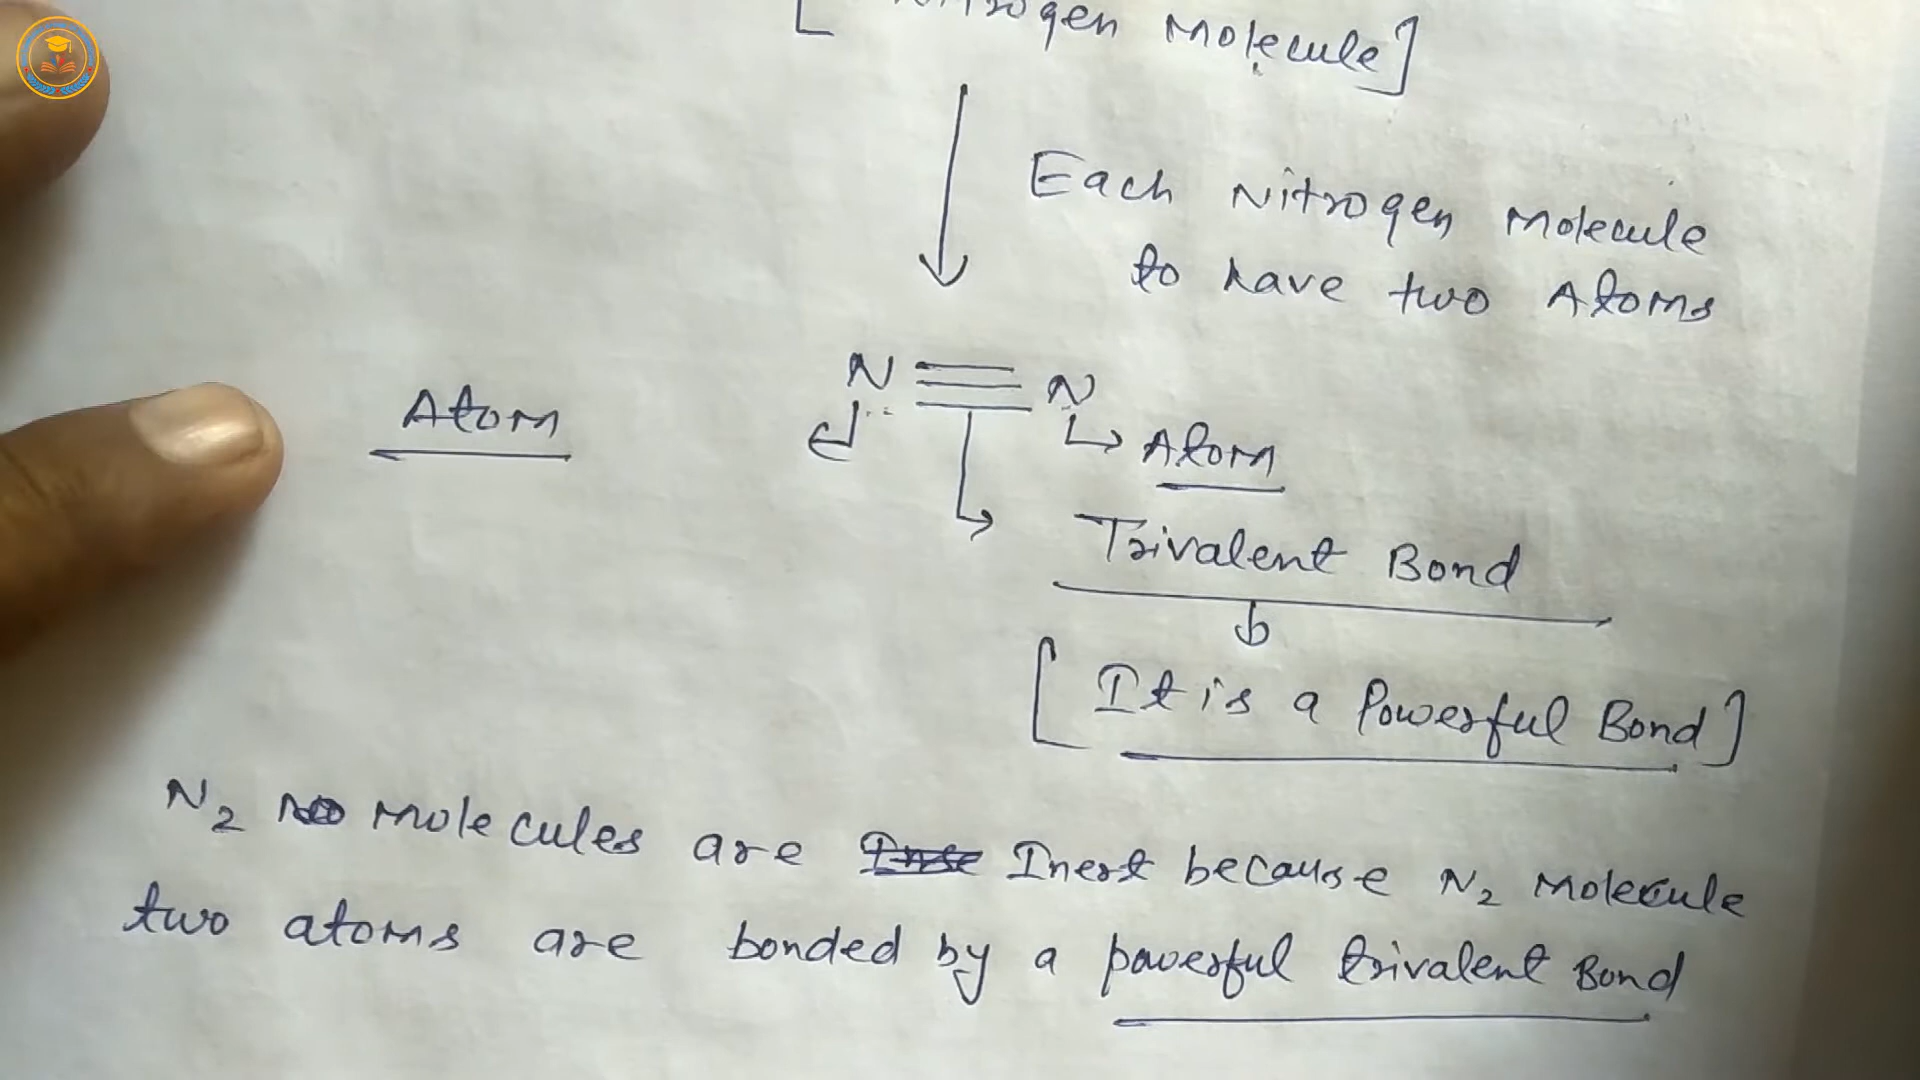 [ Nitrogen Molecule]
Each Nitrogen Molecule
to have two Atoms
N ≡ N
Atom
Atom
Trivalent Bond
[ It is a Powerful Bond]
N2 Molecules are Inert because N2 Molecule
two atoms are bonded by a powerful trivalent Bond